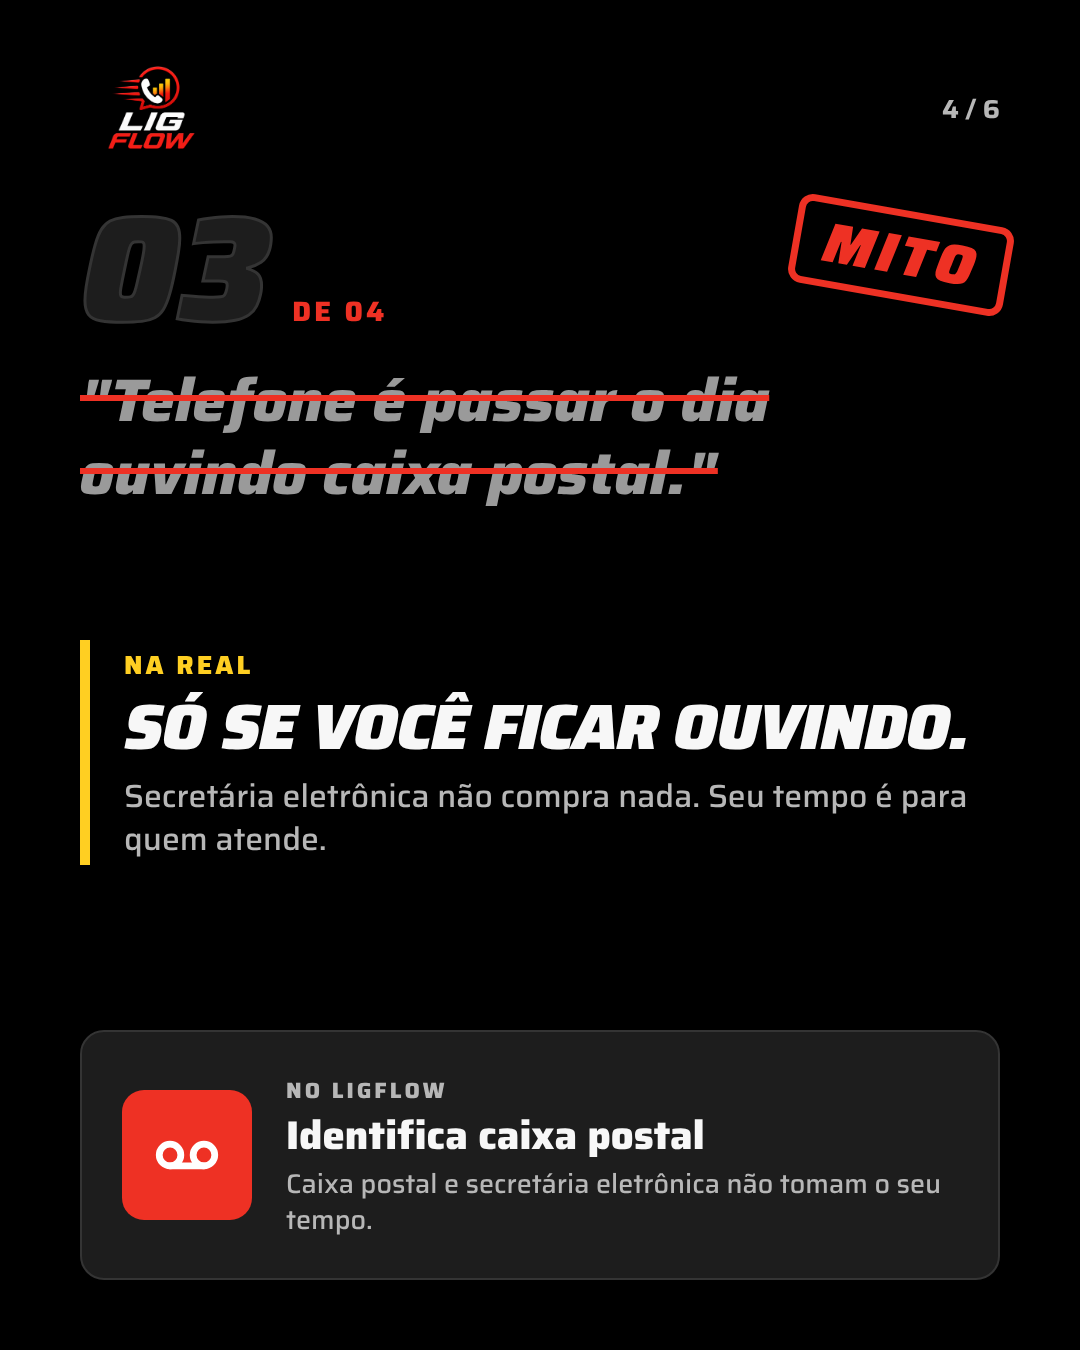 LIG
FLOW
4 / 6
03 DE 04
MITO
"Telefone é passar o dia
ouvindo caixa postal."
NA REAL
SÓ SE VOCÊ FICAR OUVINDO.
Secretária eletrônica não compra nada. Seu tempo é para
quem atende.
NO LIGFLOW
Identifica caixa postal
Caixa postal e secretária eletrônica não tomam o seu
tempo.